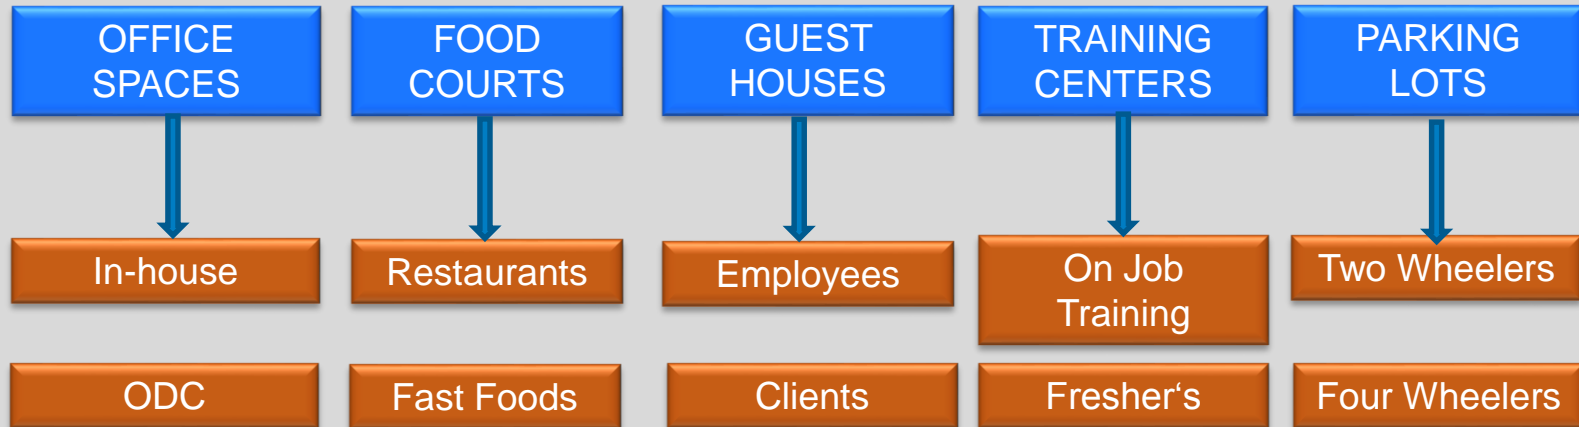 OFFICE
SPACES
FOOD
COURTS
GUEST
HOUSES
TRAINING
CENTERS
PARKING
LOTS
In-house
Restaurants
Employees
On Job
Training
Two Wheelers
ODC
Fast Foods
Clients
Fresher‘s
Four Wheelers